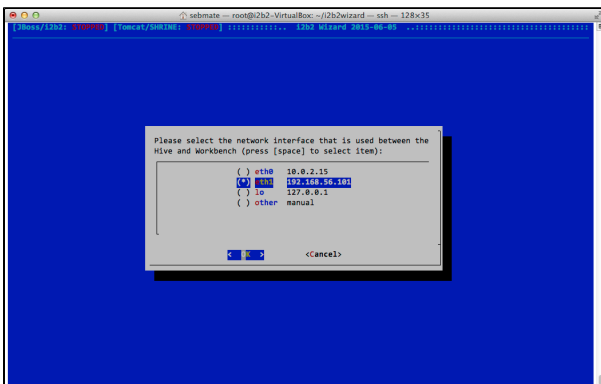 sebmate — root@i2b2-VirtualBox: ~/i2b2wizard — ssh — 128×35
[JBoss/i2b2: STOPPED] [Tomcat/SHRINE: STOPPED] :::::::::::.. i2b2 Wizard 2015-06-05 ..::::::::::::::::::::::::::::::::::::::
Please select the network interface that is used between the
Hive and Workbench (press [space] to select item):
( ) eth0 10.0.2.15
(*) eth1 192.168.56.101
( ) lo 127.0.0.1
( ) other manual
< OK > <Cancel>